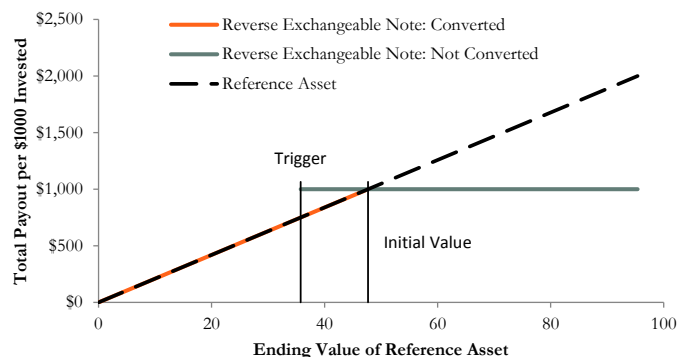 $2,500
Reverse Exchangeable Note: Converted
Reverse Exchangeable Note: Not Converted
$2,000
Reference Asset
Total Payout per $1000 Invested
$1,500
Trigger
$1,000
$500
Initial Value
$0
0 20 40 60 80 100
Ending Value of Reference Asset